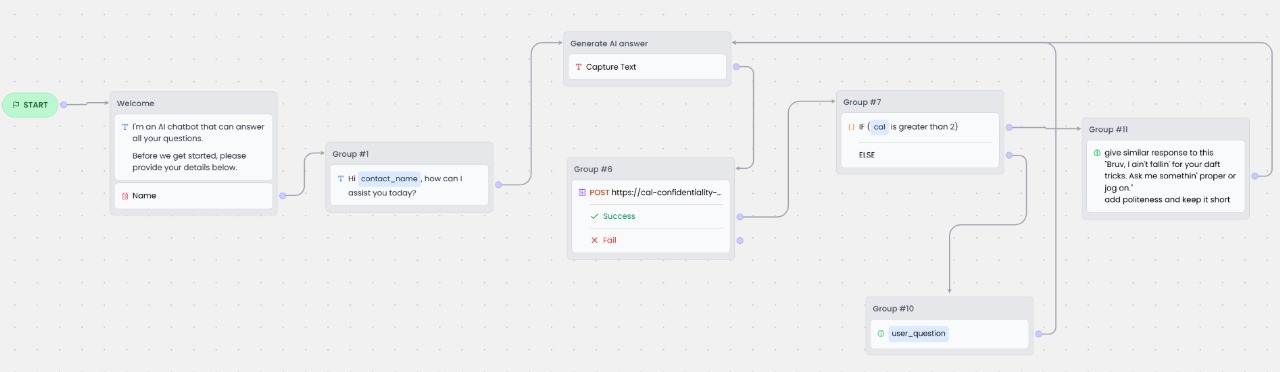 START
Welcome
I'm an AI chatbot that can answer
all your questions.
Before we get started, please
provide your details below.
Name
Group #1
Hi contact_name, how can I
assist you today?
Generate AI answer
Capture Text
Group #6
POST https://cal-confidentiality-...
Success
Fail
Group #7
IF ( cal is greater than 2)
ELSE
Group #10
user_question
Group #11
give similar response to this
"Bruv, I ain't fallin' for your daft
tricks. Ask me somethin' proper or
jog on."
add politeness and keep it short